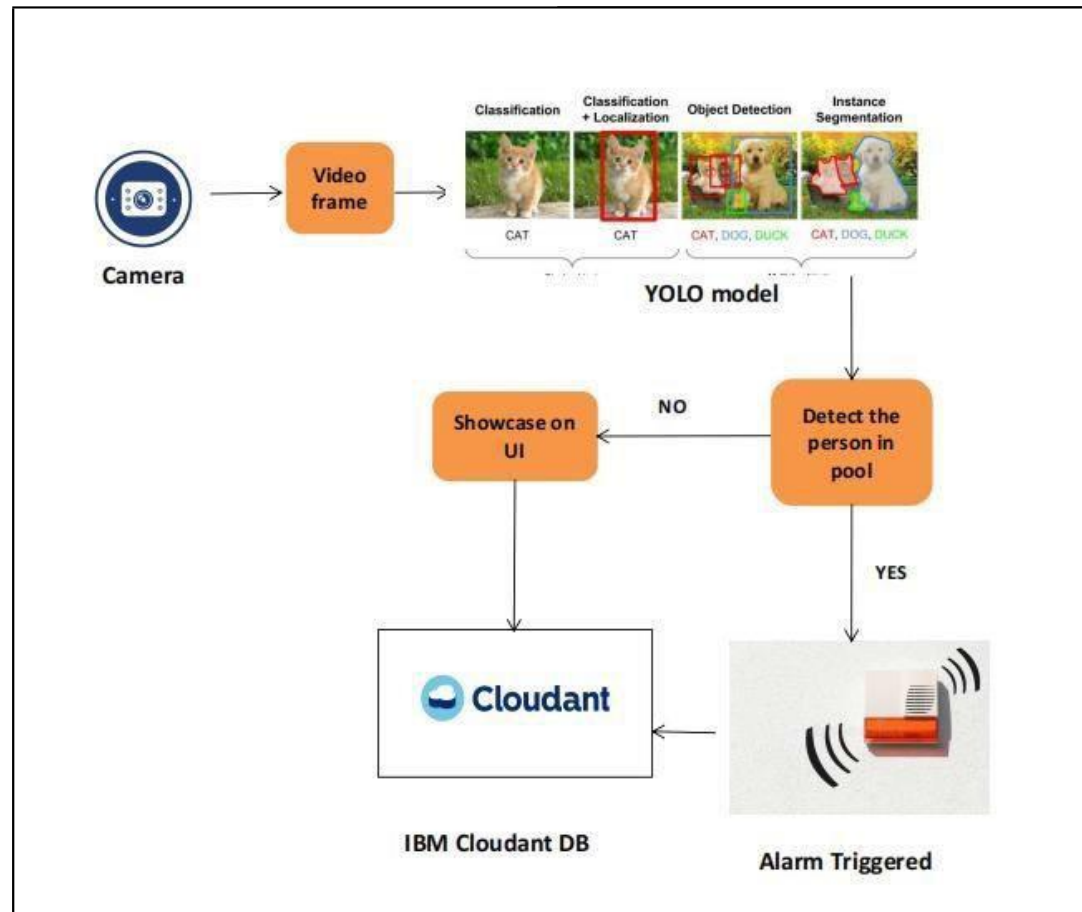 Classification
Classification
+ Localization
Object Detection
Instance
Segmentation
CAT
CAT
CAT, DOG, DUCK
CAT, DOG, DUCK
Camera
Video
frame
YOLO model
Detect the
person in
pool
NO
Showcase on
UI
YES
Cloudant
IBM Cloudant DB
Alarm Triggered